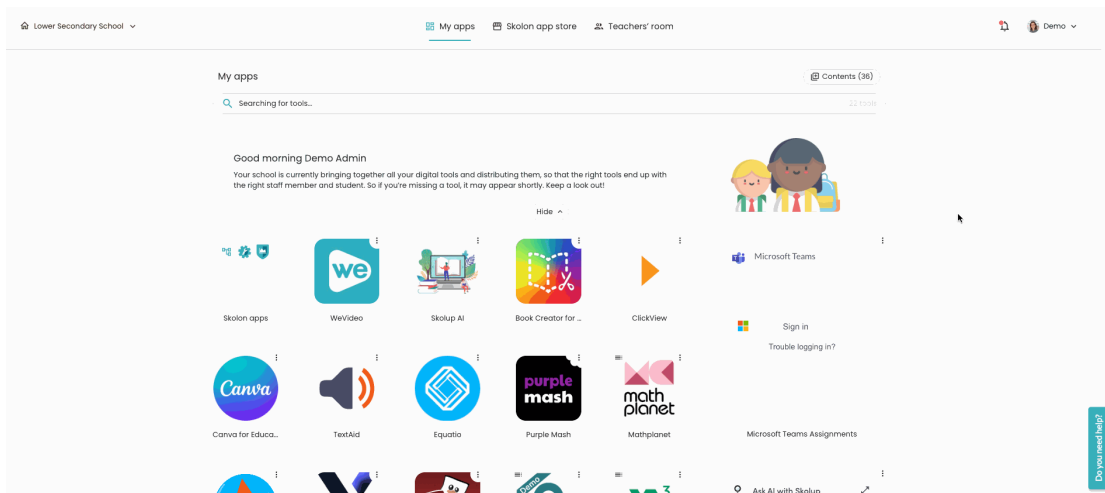 Lower Secondary School
My apps
Skolon app store
Teachers' room
Demo
My apps
Contents (36)
Searching for tools...
22 tools
Good morning Demo Admin
Your school is currently bringing together all your digital tools and distributing them, so that the right tools end up with
the right staff member and student. So if you're missing a tool, it may appear shortly. Keep a look out!
Hide
we
Skolon apps
WeVideo
Skolup AI
Book Creator for ...
ClickView
Microsoft Teams
Sign in
Trouble logging in?
Canva
purple
mash
math
planet
Canva for Educa...
TextAid
Equatio
Purple Mash
Mathplanet
Microsoft Teams Assignments
Demo
3
Ask AI with Skolup
Do you need help?